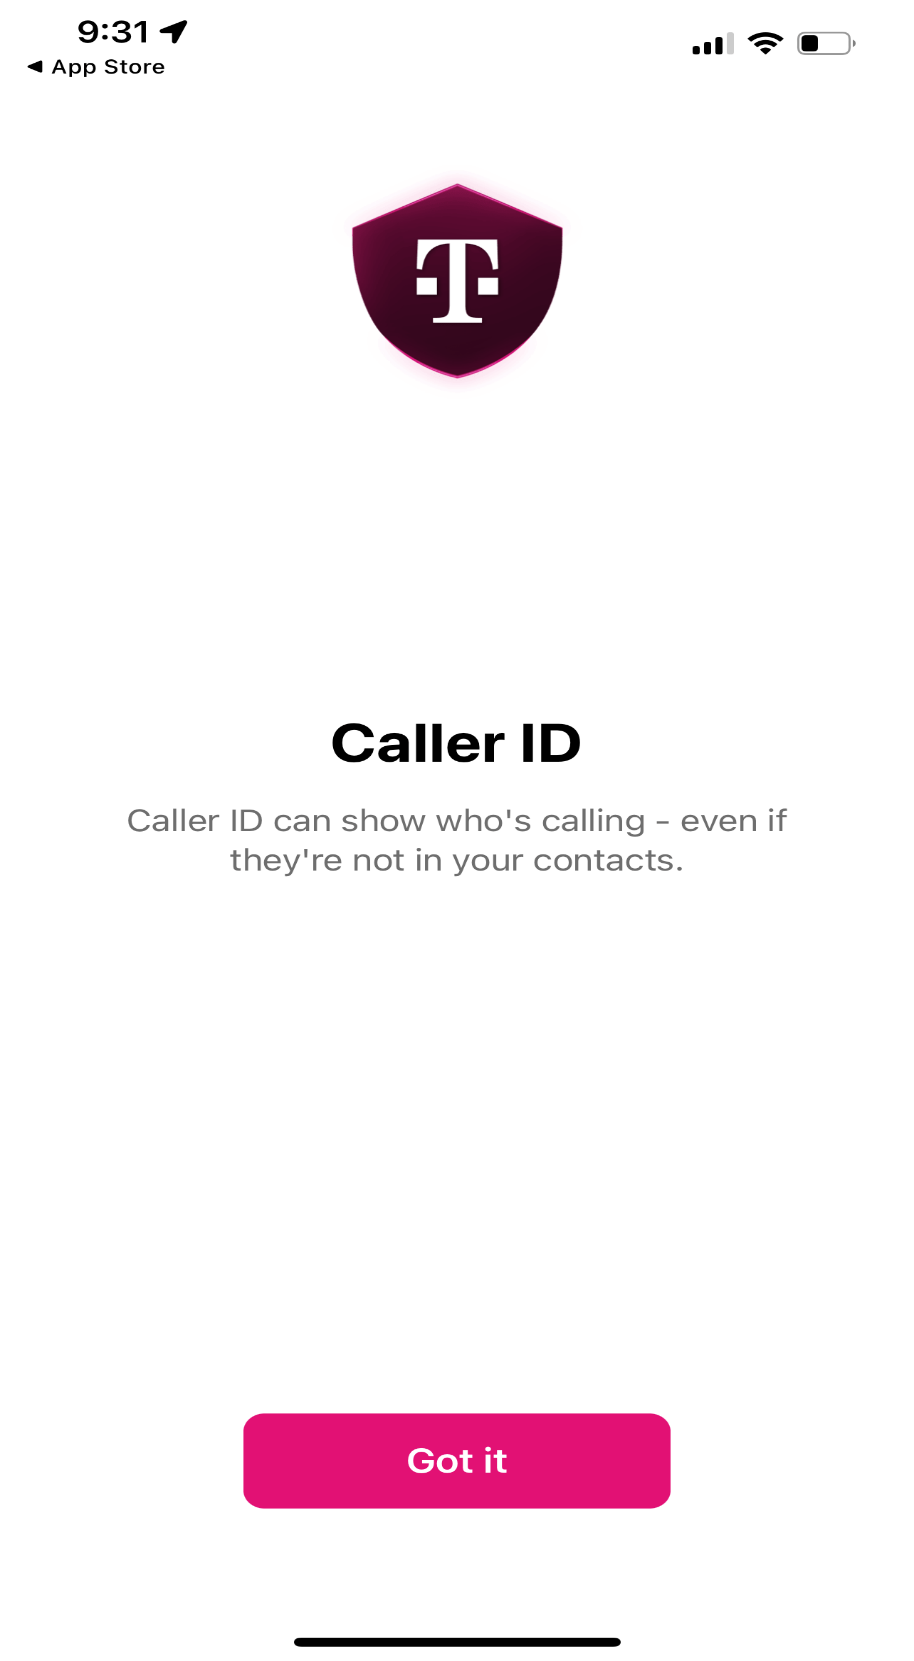 9:31
◀ App Store
T
Caller ID
Caller ID can show who's calling - even if
they're not in your contacts.
Got it